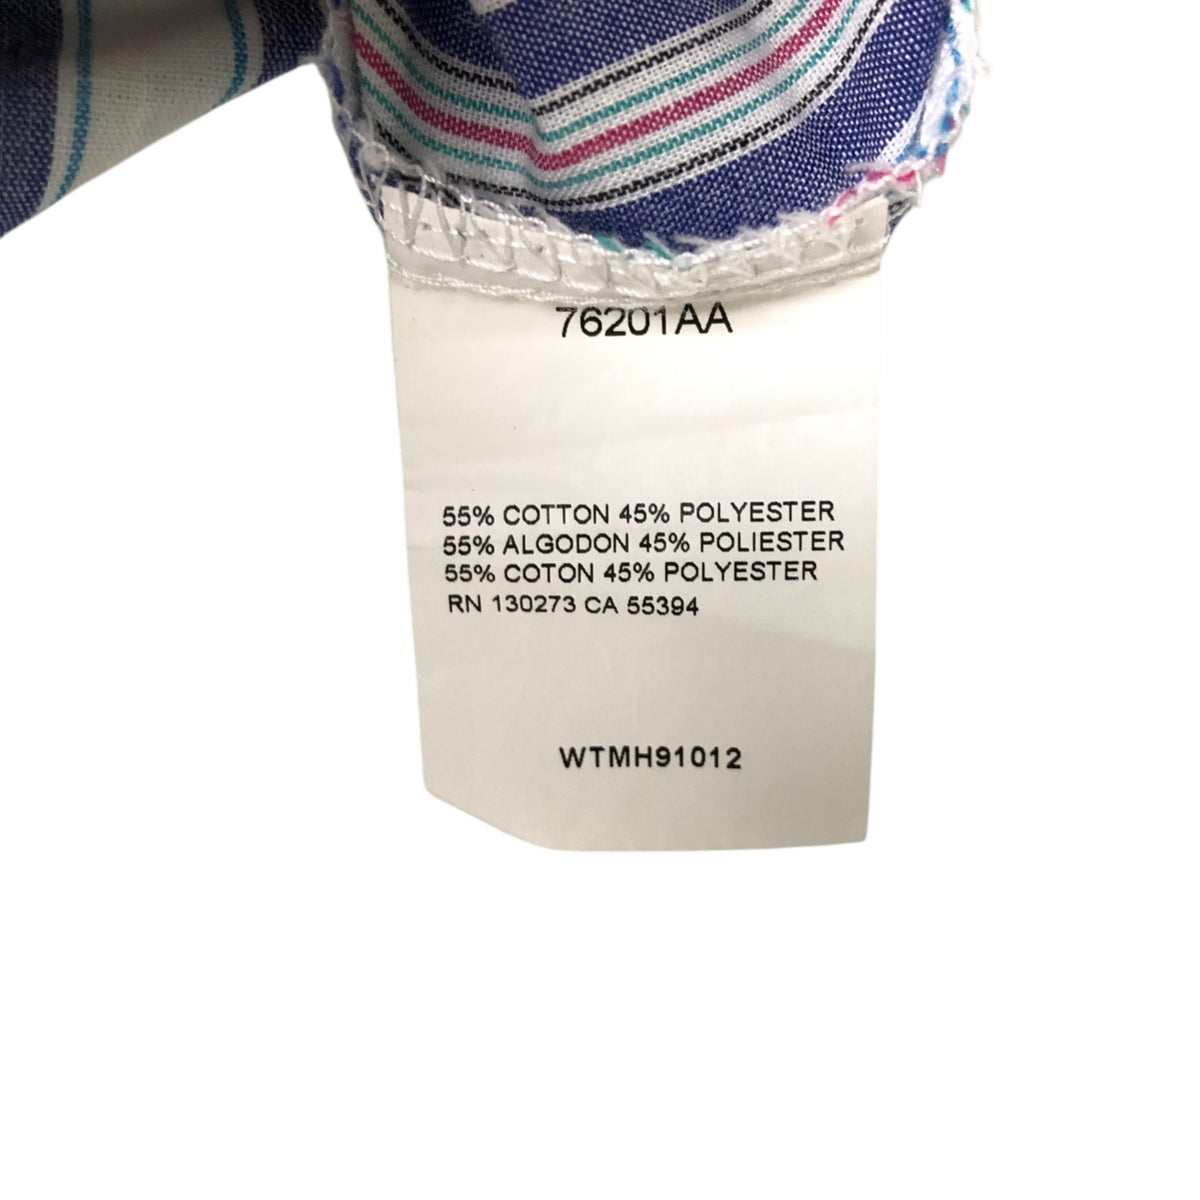 76201AA
55% COTTON 45% POLYESTER
55% ALGODON 45% POLIESTER
55% COTON 45% POLYESTER
RN 130273 CA 55394
WTMH91012